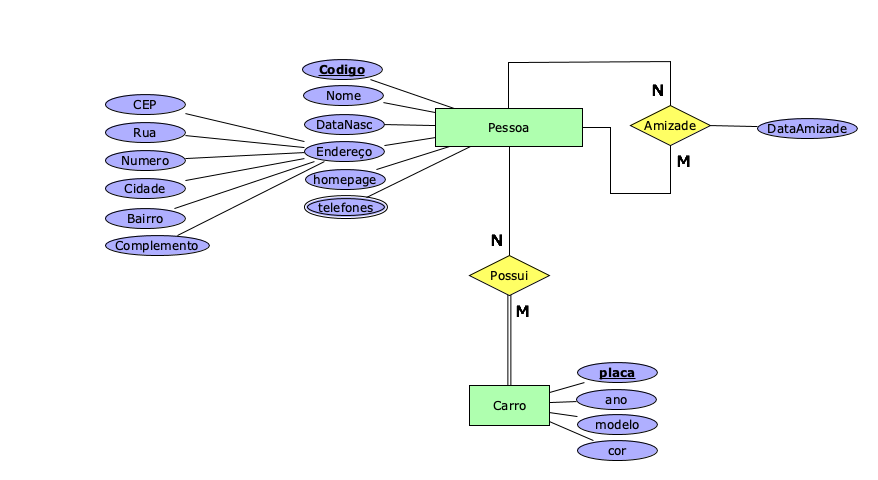 Codigo
Nome
DataNasc
Endereço
homepage
telefones
CEP
Rua
Numero
Cidade
Bairro
Complemento
Pessoa
N
Amizade
M
DataAmizade
N
Possui
M
Carro
placa
ano
modelo
cor